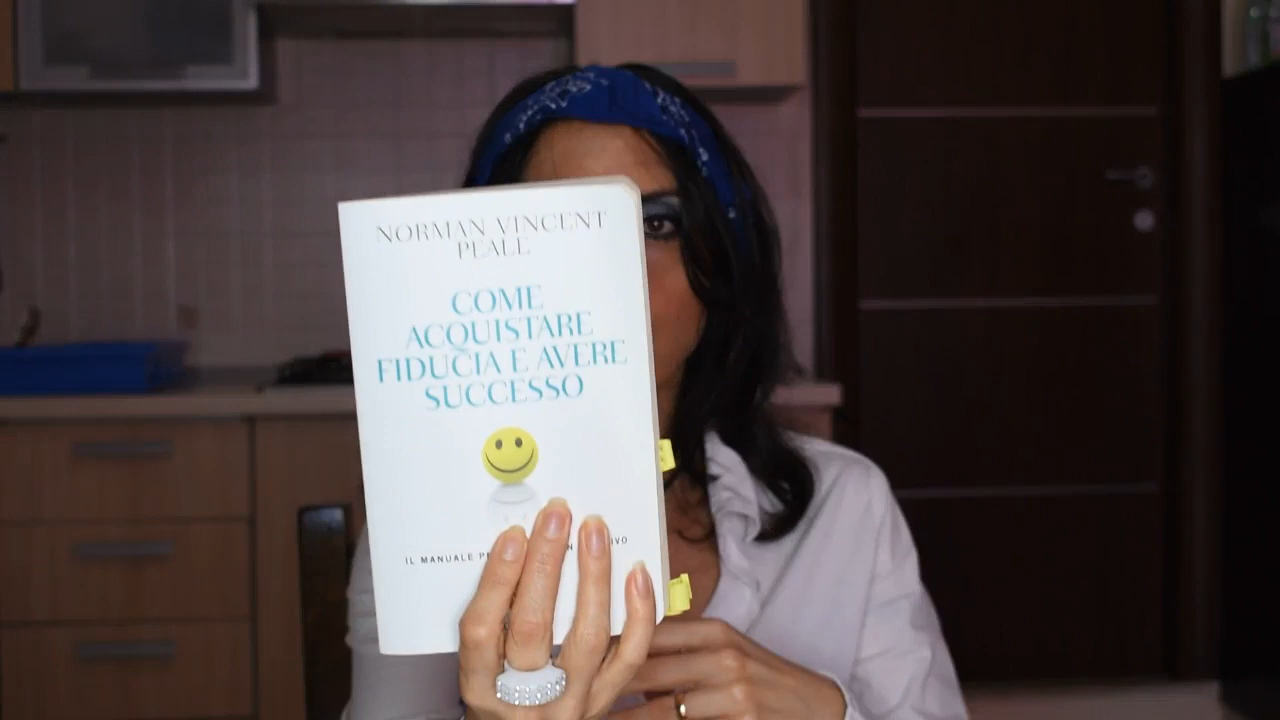 NORMAN VINCENT
PEALE
COME
ACQUISTARE
FIDUCIA E AVERE
SUCCESSO
IL MANUALE